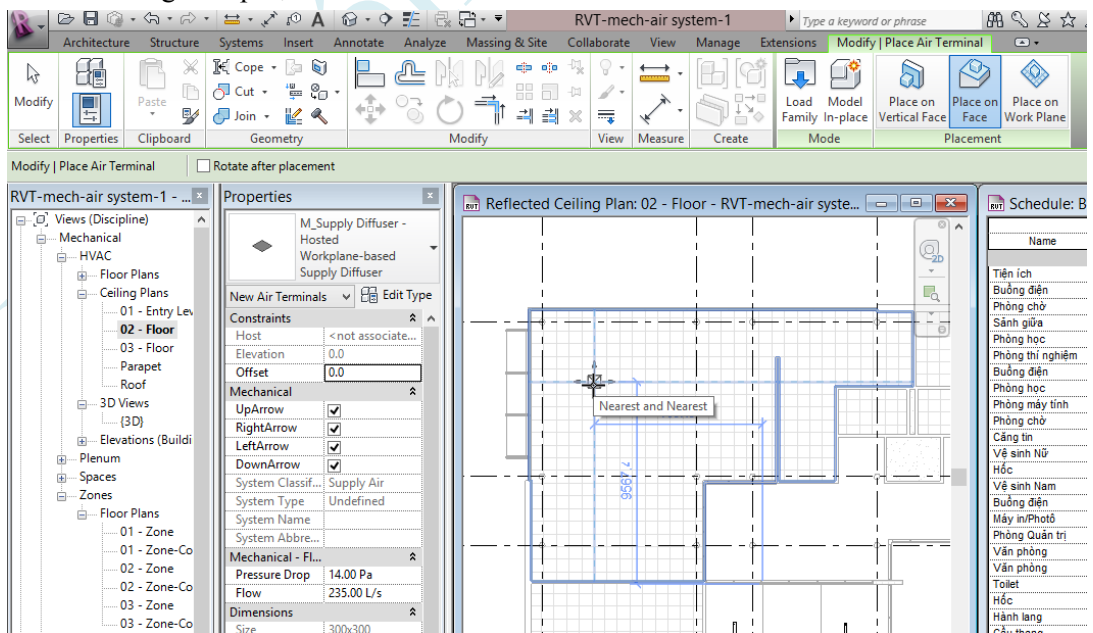 RVT-mech-air system-1
Type a keyword or phrase
Architecture Structure Systems Insert Annotate Analyze Massing & Site Collaborate View Manage Extensions Modify | Place Air Terminal
Modify
Paste
Cope
Cut
Join
Load Family
Model In-place
Place on Vertical Face
Place on Face
Place on Work Plane
Select Properties Clipboard Geometry Modify View Measure Create Mode Placement
Modify | Place Air Terminal Rotate after placement
RVT-mech-air system-1 - ...
Views (Discipline)
Mechanical
HVAC
Floor Plans
Ceiling Plans
01 - Entry Lev
02 - Floor
03 - Floor
Parapet
Roof
3D Views
{3D}
Elevations (Buildi
Plenum
Spaces
Zones
Floor Plans
01 - Zone
01 - Zone-Co
02 - Zone
02 - Zone-Co
03 - Zone
03 - Zone-Co
Properties
M_Supply Diffuser -
Hosted
Workplane-based
Supply Diffuser
New Air Terminals Edit Type
Constraints
Host <not associate...
Elevation 0.0
Offset 0.0
Mechanical
UpArrow
RightArrow
LeftArrow
DownArrow
System Classif... Supply Air
System Type Undefined
System Name
System Abbre...
Mechanical - Fl...
Pressure Drop 14.00 Pa
Flow 235.00 L/s
Dimensions
Size 300x300
Reflected Ceiling Plan: 02 - Floor - RVT-mech-air syste...
2D
Nearest and Nearest
9567.4
Schedule: B
Name
Tiện ích
Buồng điện
Phòng chờ
Sảnh giữa
Phòng học
Phòng thí nghiệm
Buồng điện
Phòng học
Phòng máy tính
Phòng chờ
Căng tin
Vệ sinh Nữ
Hốc
Vệ sinh Nam
Buồng điện
Máy in/Photô
Phòng Quản trị
Văn phòng
Văn phòng
Toilet
Hốc
Hành lang
Cầu thang